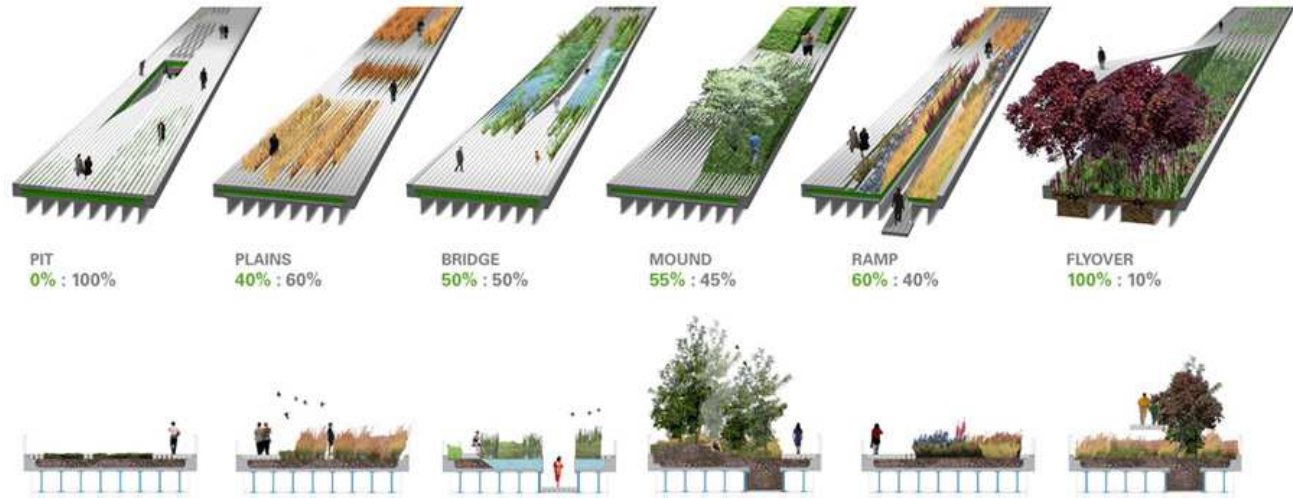 PIT
0% : 100%
PLAINS
40% : 60%
BRIDGE
50% : 50%
MOUND
55% : 45%
RAMP
60% : 40%
FLYOVER
100% : 10%